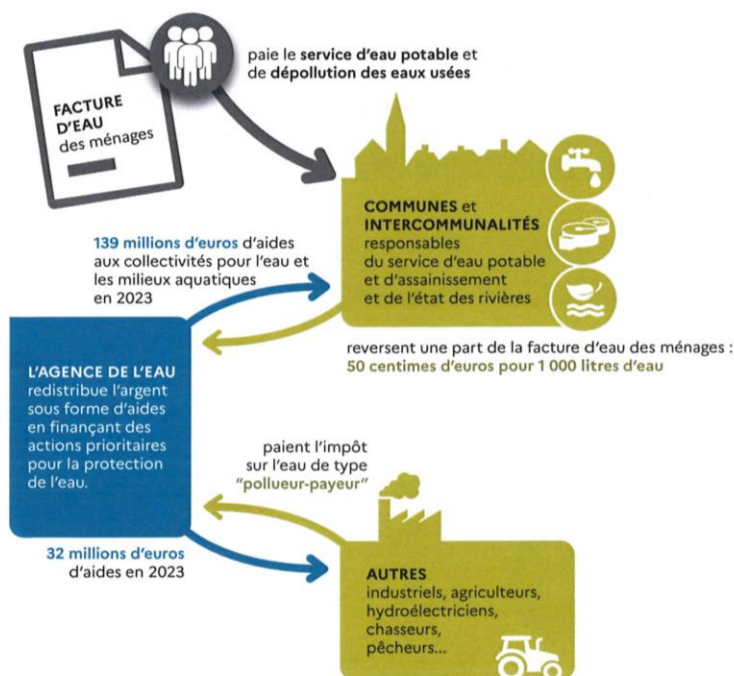 FACTURE
D'EAU
des ménages
paie le service d'eau potable et
de dépollution des eaux usées
COMMUNES et
INTERCOMMUNALITÉS
responsables
du service d'eau potable
et d'assainissement
et de l'état des rivières
139 millions d'euros d'aides
aux collectivités pour l'eau et
les milieux aquatiques
en 2023
reversent une part de la facture d'eau des ménages :
50 centimes d'euros pour 1 000 litres d'eau
L'AGENCE DE L'EAU
redistribue l'argent
sous forme d'aides
en finançant des
actions prioritaires
pour la protection
de l'eau.
paient l'impôt
sur l'eau de type
"pollueur-payeur"
32 millions d'euros
d'aides en 2023
AUTRES
industriels, agriculteurs,
hydroélectriciens,
chasseurs,
pêcheurs...